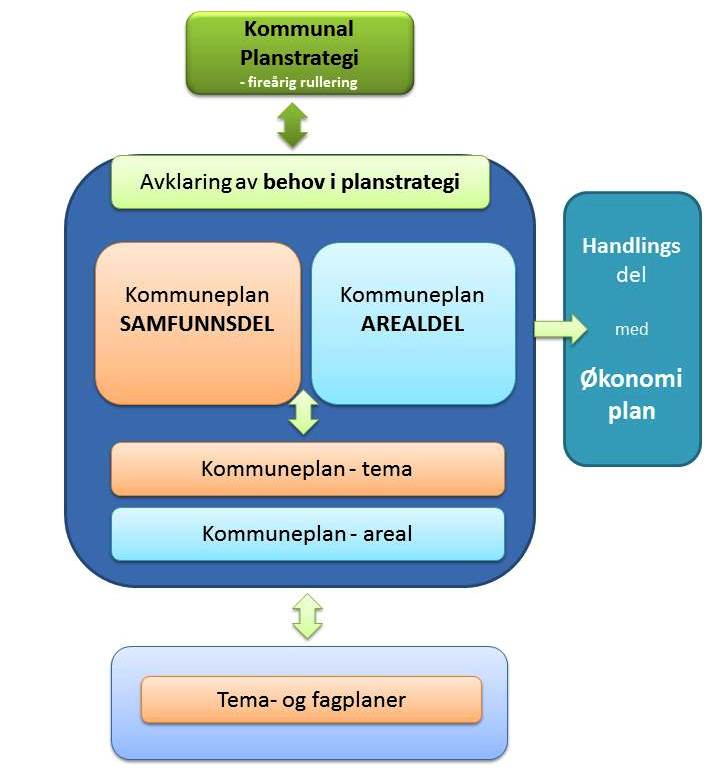 Kommunal
Planstrategi
- fireårig rullering
Avklaring av behov i planstrategi
Kommuneplan
SAMFUNNSDEL
Kommuneplan
AREALDEL
Handlings
del
med
Økonomi
plan
Kommuneplan - tema
Kommuneplan - areal
Tema- og fagplaner